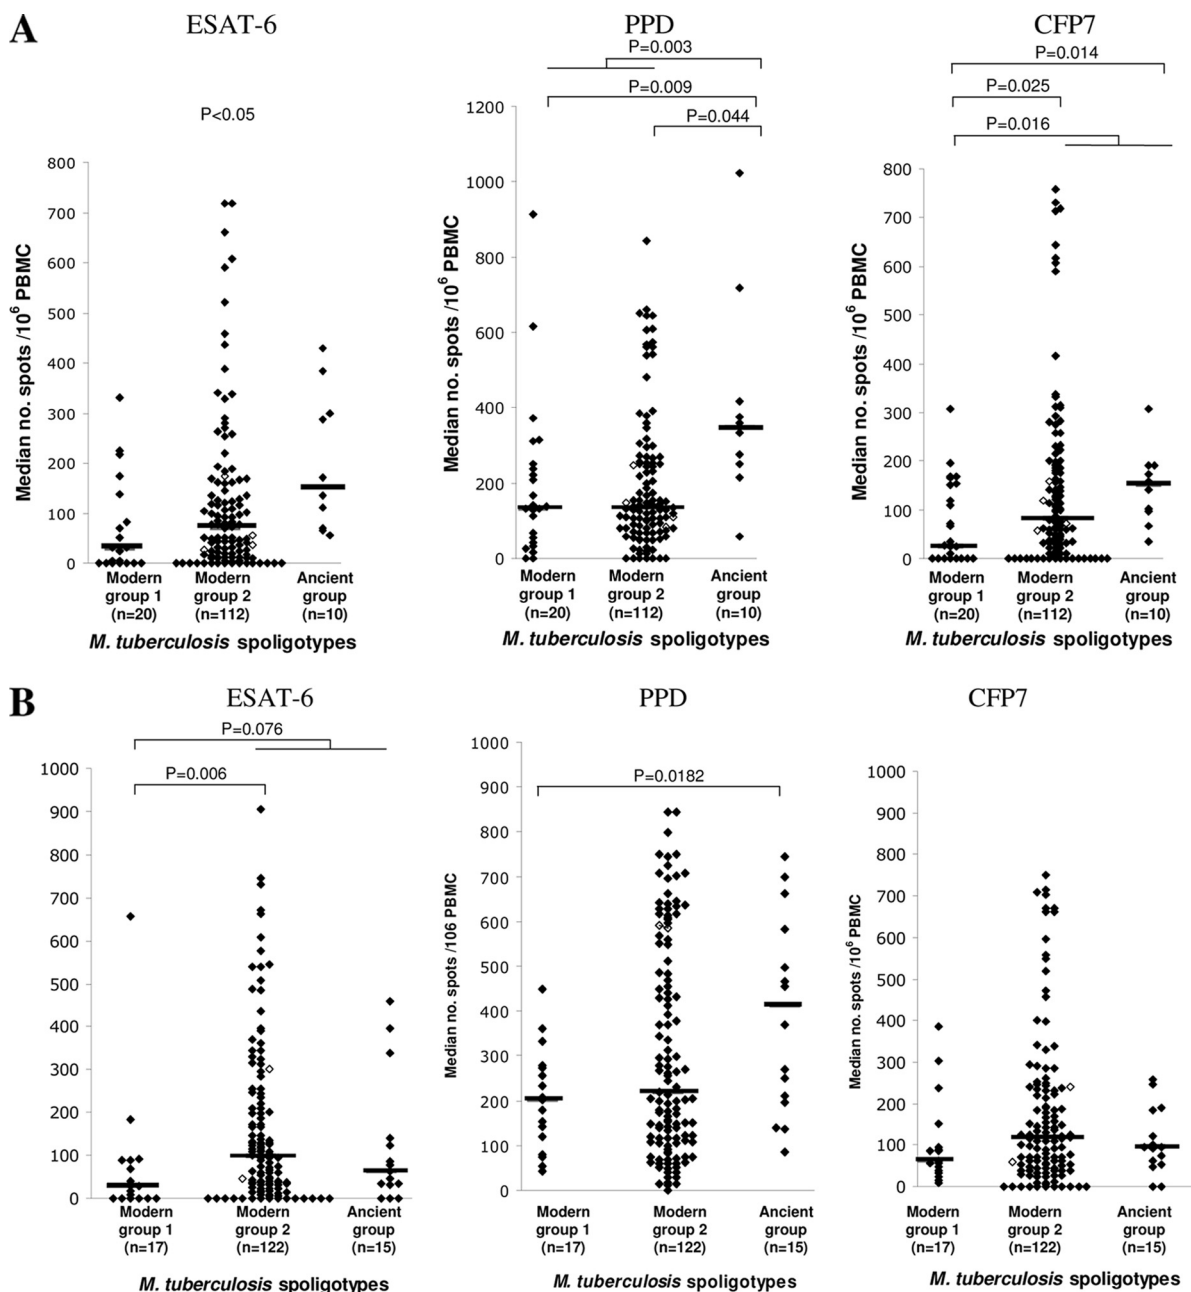 A
ESAT-6
PPD
CFP7
P<0.05
P=0.003
P=0.009
P=0.044
P=0.014
P=0.025
P=0.016
Median no. spots /10⁶ PBMC
800
700
600
500
400
300
200
100
0
Modern group 1 (n=20)
Modern group 2 (n=112)
Ancient group (n=10)
M. tuberculosis spoligotypes
Median no. spots /10⁶ PBMC
1200
1000
800
600
400
200
0
Modern group 1 (n=20)
Modern group 2 (n=112)
Ancient group (n=10)
M. tuberculosis spoligotypes
Median no. spots /10⁶ PBMC
800
700
600
500
400
300
200
100
0
Modern group 1 (n=20)
Modern group 2 (n=112)
Ancient group (n=10)
M. tuberculosis spoligotypes
B
ESAT-6
PPD
CFP7
P=0.076
P=0.006
P=0.0182
Median no. spots /10⁶ PBMC
1000
900
800
700
600
500
400
300
200
100
0
Modern group 1 (n=17)
Modern group 2 (n=122)
Ancient group (n=15)
M. tuberculosis spoligotypes
Median no. spots /106 PBMC
1000
900
800
700
600
500
400
300
200
100
0
Modern group 1 (n=17)
Modern group 2 (n=122)
Ancient group (n=15)
M. tuberculosis spoligotypes
Median no. spots /10⁶ PBMC
1000
900
800
700
600
500
400
300
200
100
0
Modern group 1 (n=17)
Modern group 2 (n=122)
Ancient group (n=15)
M. tuberculosis spoligotypes